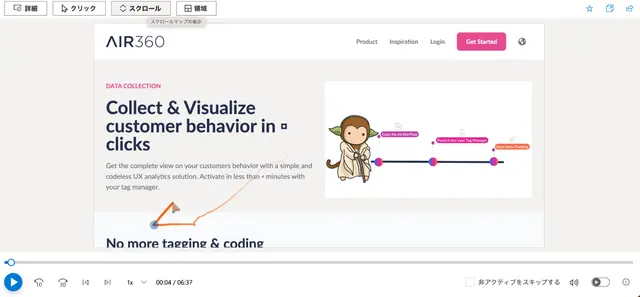 詳細
クリック
スクロール
領域
スクロールマップの表示
AIR360
Product
Inspiration
Login
Get Started
DATA COLLECTION
Collect & Visualize
customer behavior in ▫
clicks
Get the complete view on your customers behavior with a simple and
codeless UX analytics solution. Activate in less than ▫ minutes with
your tag manager.
Copy the Air360 Pixel
Paste it into your Tag Manager
Start Auto-Tracking
No more tagging & coding
10
30
1x
00:04 / 06:37
非アクティブをスキップする